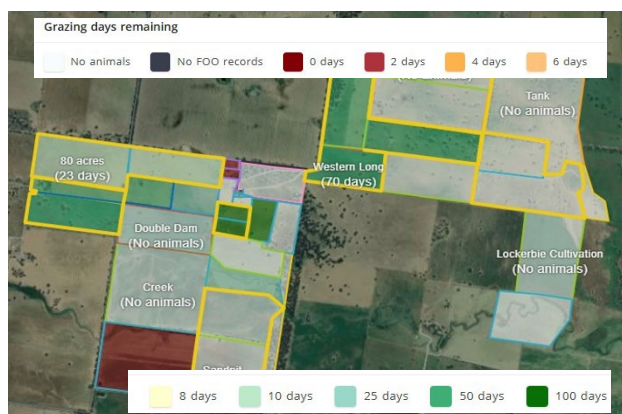 Grazing days remaining
No animals No FOO records 0 days 2 days 4 days 6 days
(No animals)
Tank
(No animals)
80 acres
(23 days)
Western Long
(70 days)
Double Dam
(No animals)
Lockerbie Cultivation
(No animals)
Creek
(No animals)
Sandpit
8 days 10 days 25 days 50 days 100 days